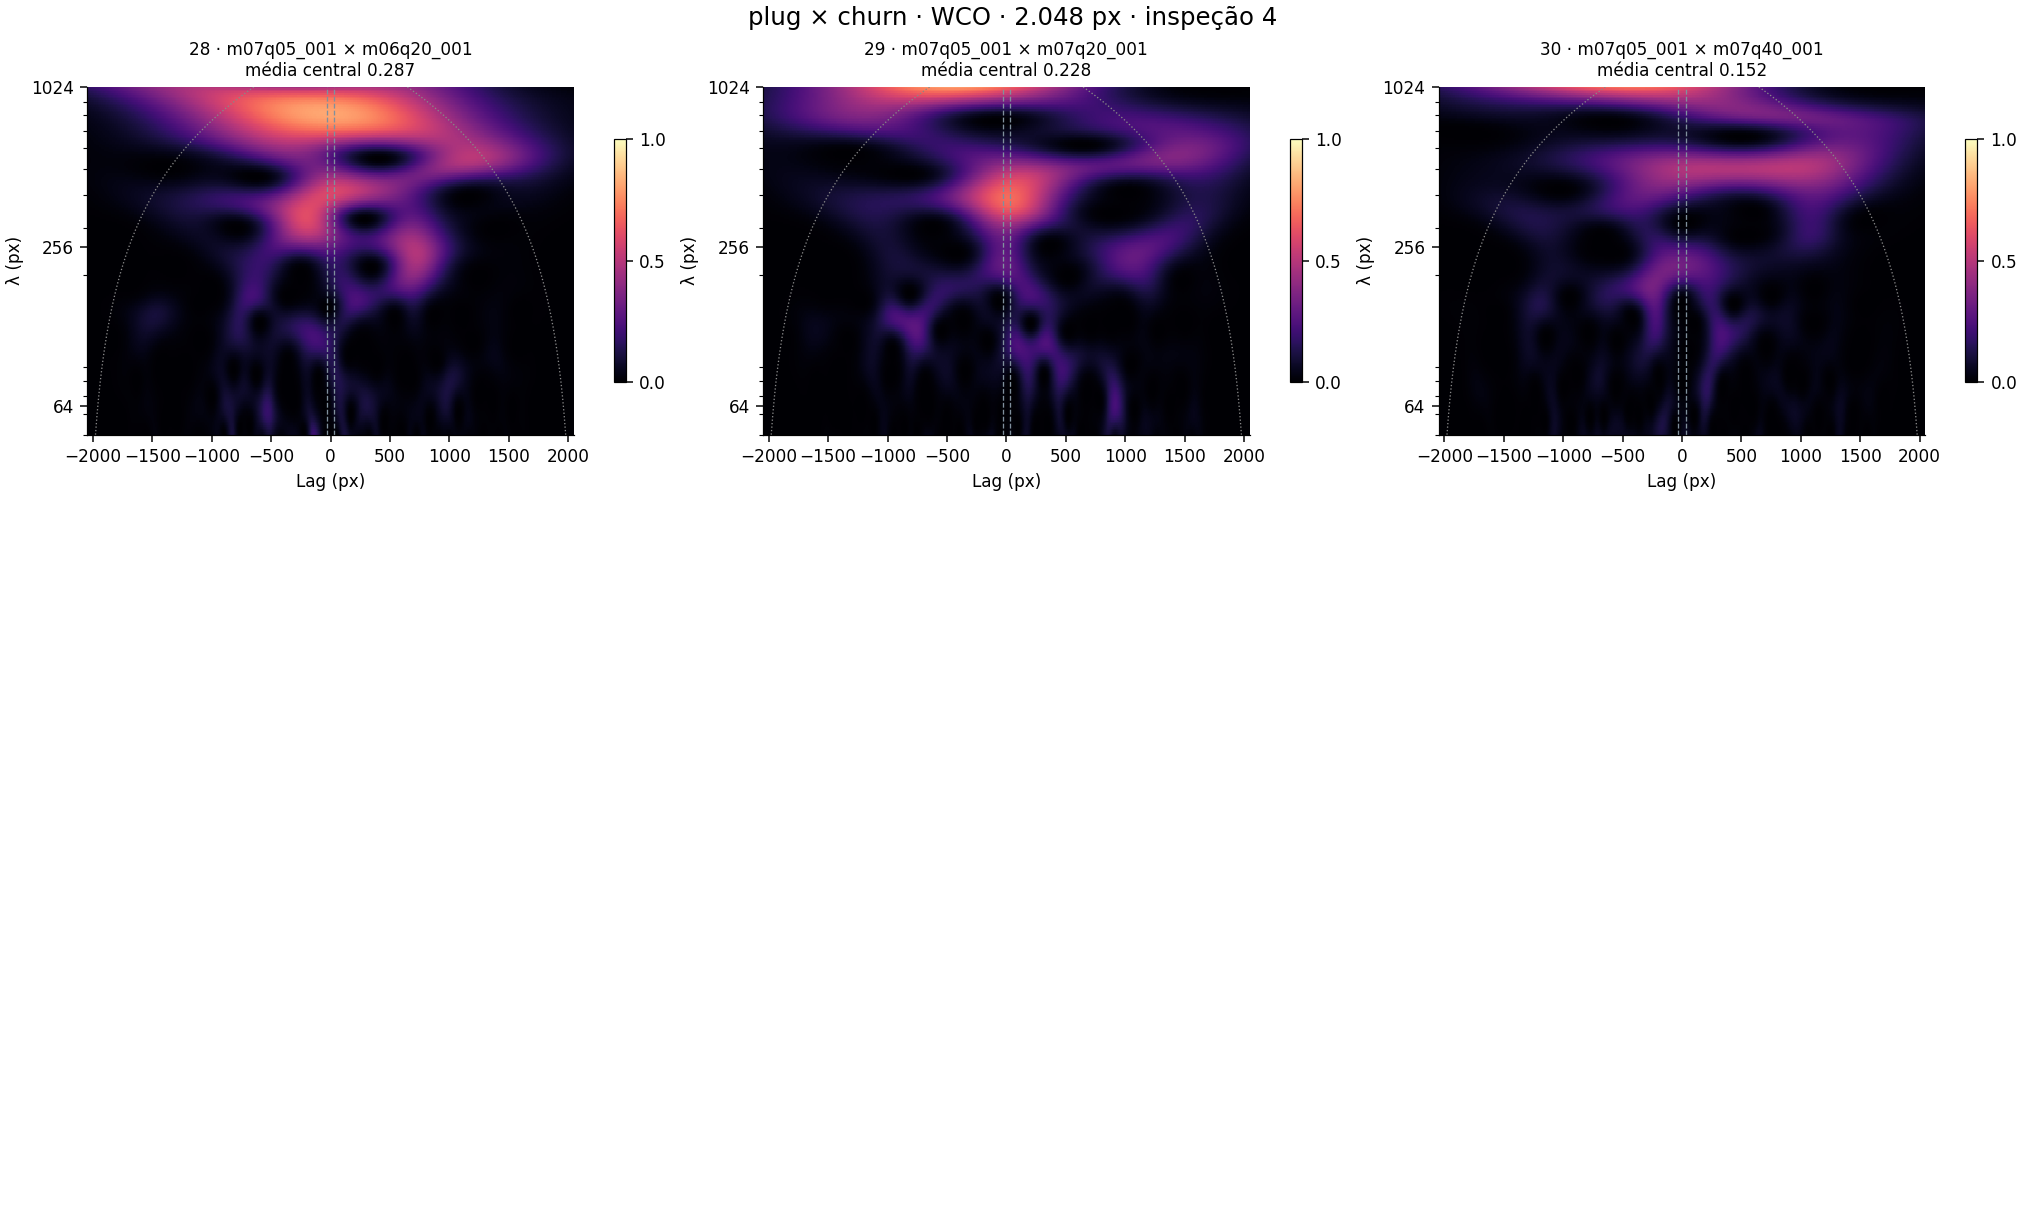 plug × churn · WCO · 2.048 px · inspeção 4
28 · m07q05_001 × m06q20_001
média central 0.287
1024
256
64
λ (px)
−2000 −1500 −1000 −500 0 500 1000 1500 2000
Lag (px)
1.0
0.5
0.0
29 · m07q05_001 × m07q20_001
média central 0.228
1024
256
64
λ (px)
−2000 −1500 −1000 −500 0 500 1000 1500 2000
Lag (px)
1.0
0.5
0.0
30 · m07q05_001 × m07q40_001
média central 0.152
1024
256
64
λ (px)
−2000 −1500 −1000 −500 0 500 1000 1500 2000
Lag (px)
1.0
0.5
0.0